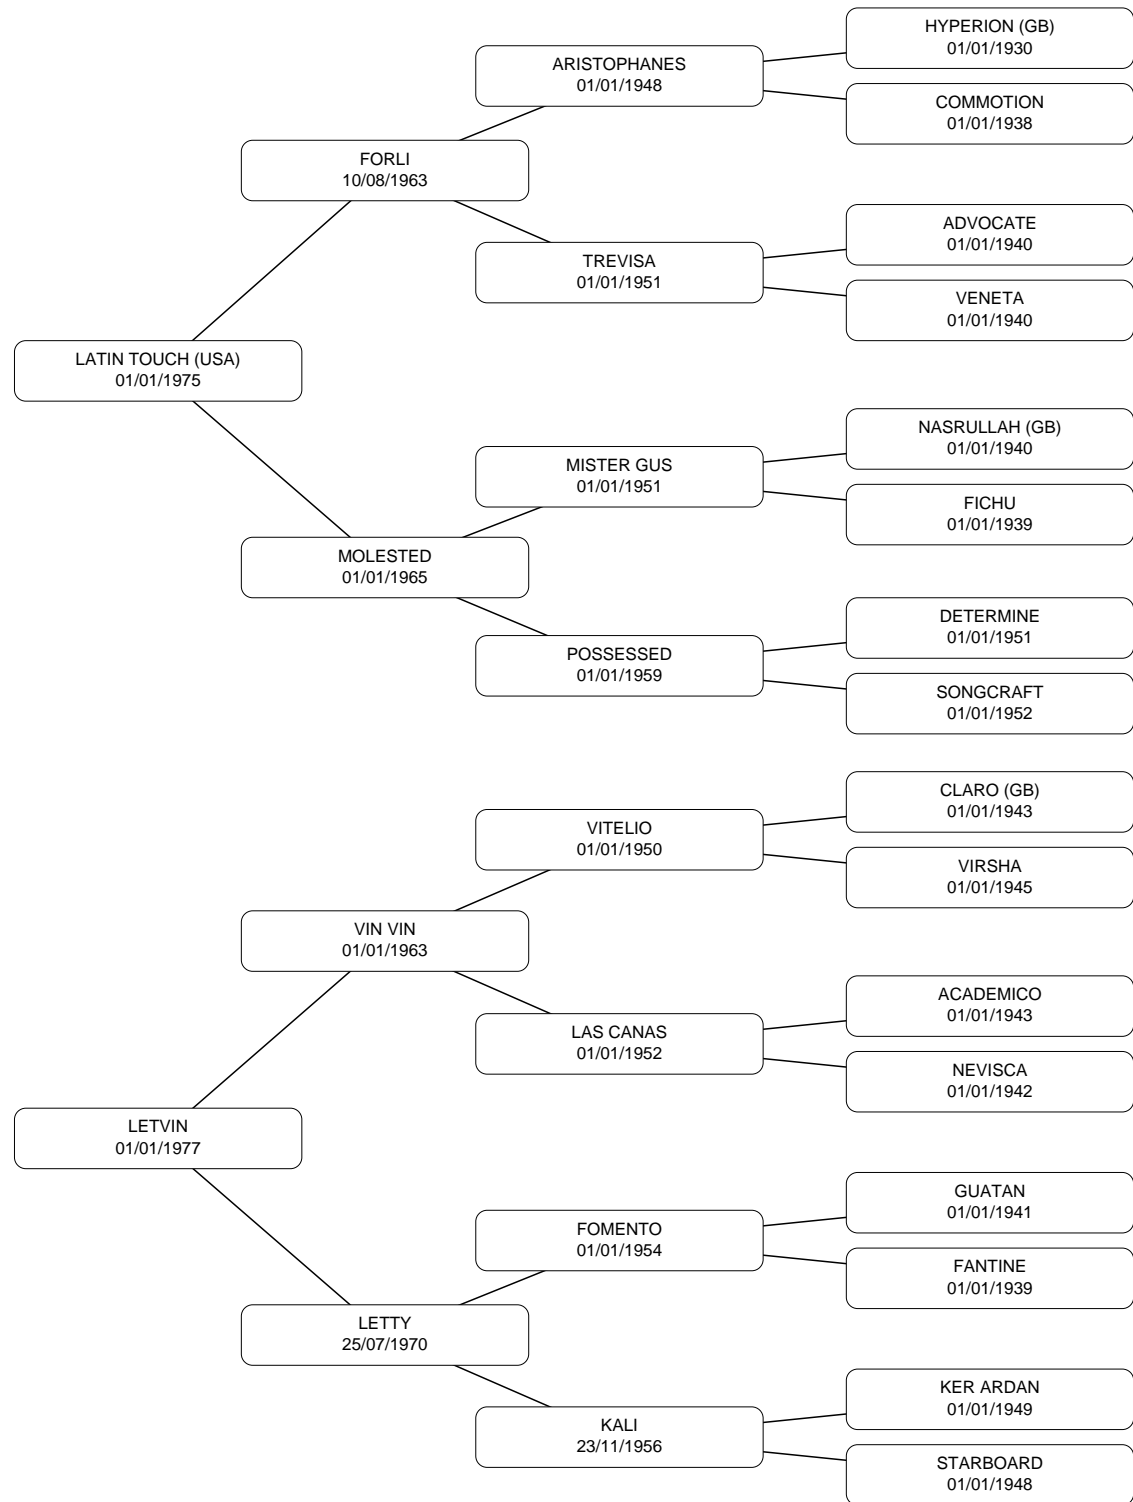 HYPERION (GB)
01/01/1930
ARISTOPHANES
01/01/1948
COMMOTION
01/01/1938
FORLI
10/08/1963
ADVOCATE
01/01/1940
TREVISA
01/01/1951
VENETA
01/01/1940
LATIN TOUCH (USA)
01/01/1975
NASRULLAH (GB)
01/01/1940
MISTER GUS
01/01/1951
FICHU
01/01/1939
MOLESTED
01/01/1965
DETERMINE
01/01/1951
POSSESSED
01/01/1959
SONGCRAFT
01/01/1952
CLARO (GB)
01/01/1943
VITELIO
01/01/1950
VIRSHA
01/01/1945
VIN VIN
01/01/1963
ACADEMICO
01/01/1943
LAS CANAS
01/01/1952
NEVISCA
01/01/1942
LETVIN
01/01/1977
GUATAN
01/01/1941
FOMENTO
01/01/1954
FANTINE
01/01/1939
LETTY
25/07/1970
KER ARDAN
01/01/1949
KALI
23/11/1956
STARBOARD
01/01/1948